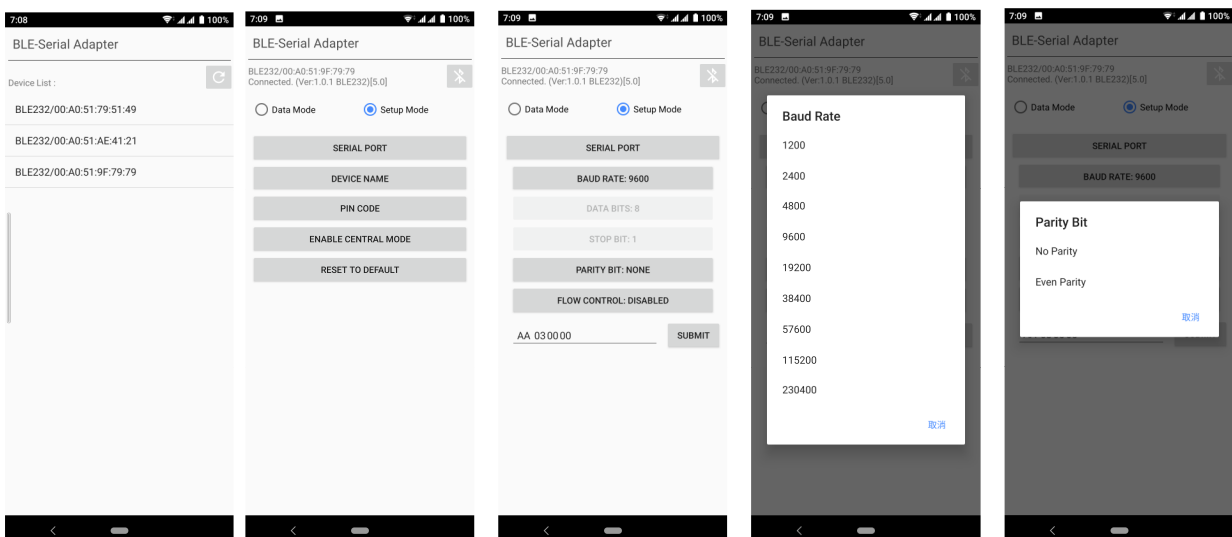 7:08
100%
BLE-Serial Adapter
Device List :
BLE232/00:A0:51:79:51:49
BLE232/00:A0:51:AE:41:21
BLE232/00:A0:51:9F:79:79
7:09
100%
BLE-Serial Adapter
BLE232/00:A0:51:9F:79:79
Connected. (Ver:1.0.1 BLE232)[5.0]
Data Mode
Setup Mode
SERIAL PORT
DEVICE NAME
PIN CODE
ENABLE CENTRAL MODE
RESET TO DEFAULT
7:09
100%
BLE-Serial Adapter
BLE232/00:A0:51:9F:79:79
Connected. (Ver:1.0.1 BLE232)[5.0]
Data Mode
Setup Mode
SERIAL PORT
BAUD RATE: 9600
DATA BITS: 8
STOP BIT: 1
PARITY BIT: NONE
FLOW CONTROL: DISABLED
AA 030000
SUBMIT
7:09
100%
BLE-Serial Adapter
BLE232/00:A0:51:9F:79:79
Connected. (Ver:1.0.1 BLE232)[5.0]
Baud Rate
1200
2400
4800
9600
19200
38400
57600
115200
230400
取消
7:09
100%
BLE-Serial Adapter
BLE232/00:A0:51:9F:79:79
Connected. (Ver:1.0.1 BLE232)[5.0]
Data Mode
Setup Mode
SERIAL PORT
BAUD RATE: 9600
Parity Bit
No Parity
Even Parity
取消